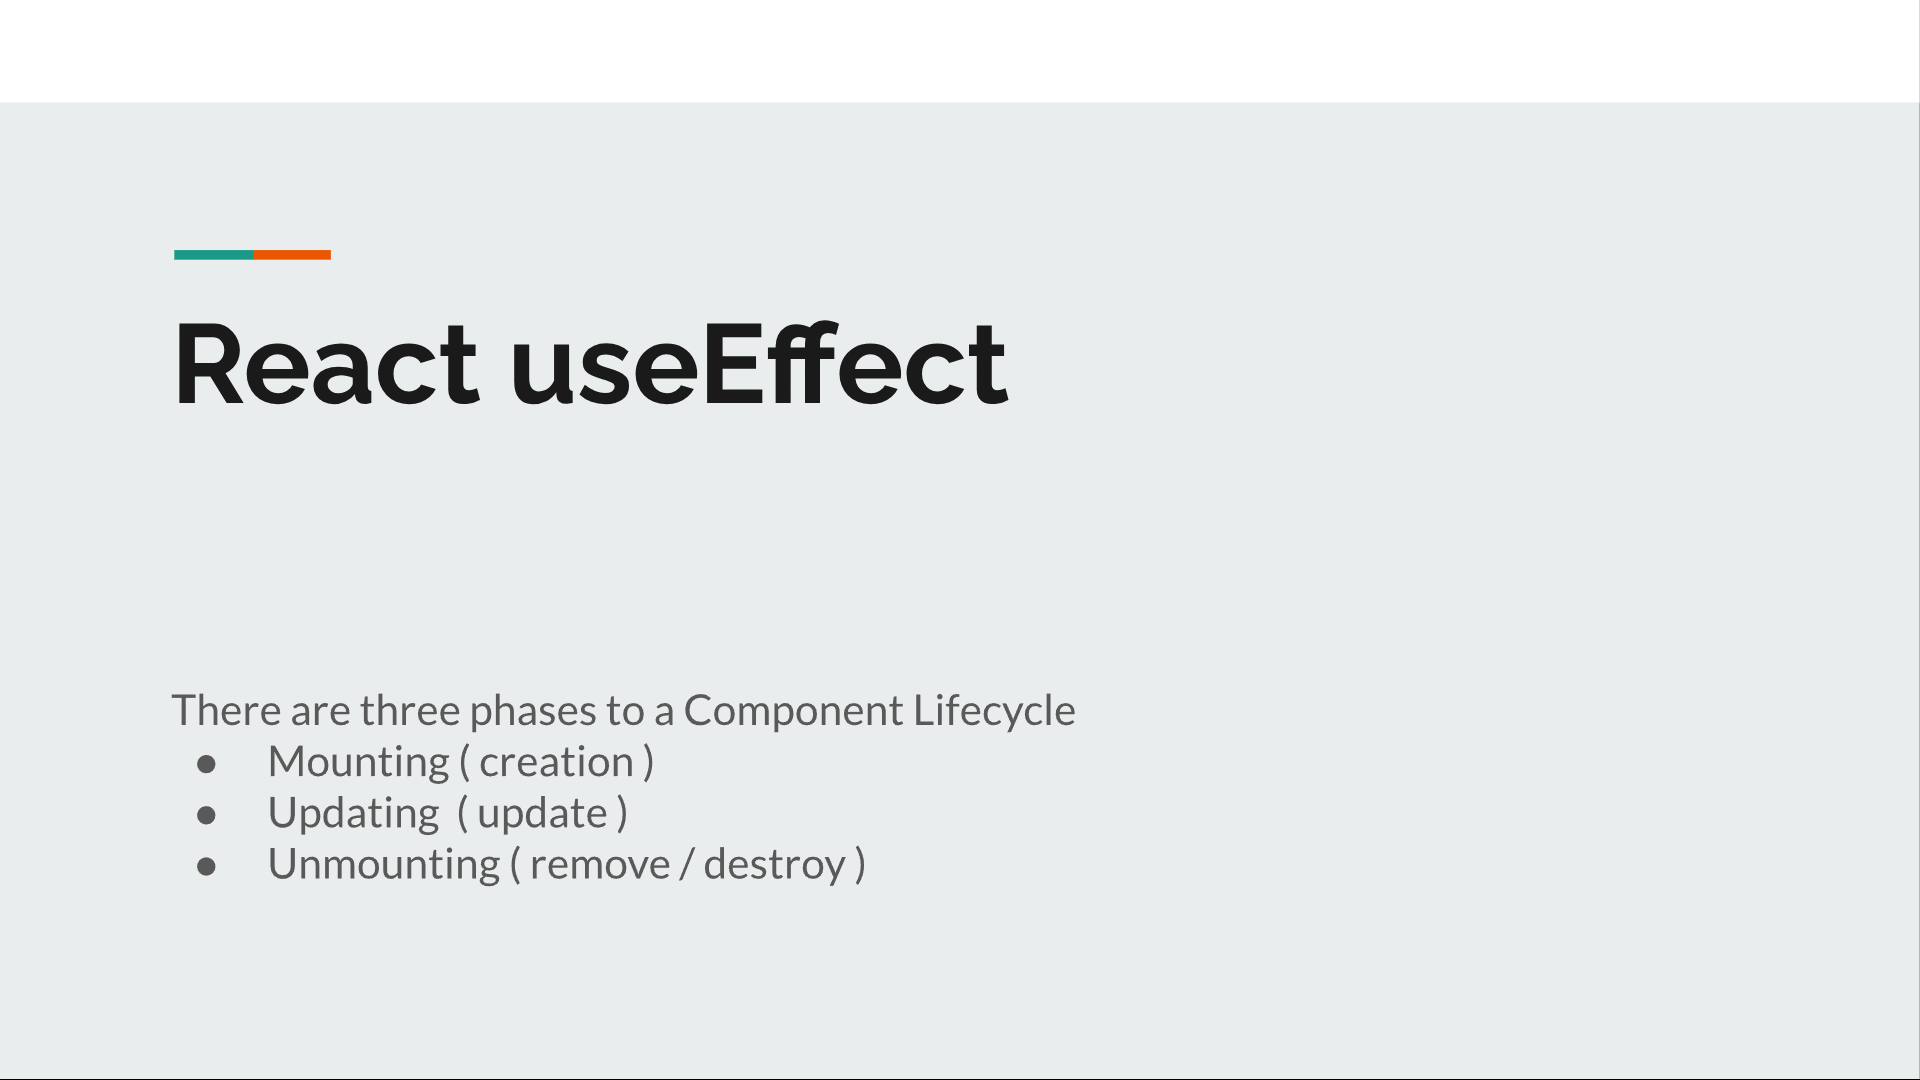 React useEffect
There are three phases to a Component Lifecycle
● Mounting ( creation )
● Updating  ( update )
● Unmounting ( remove / destroy )